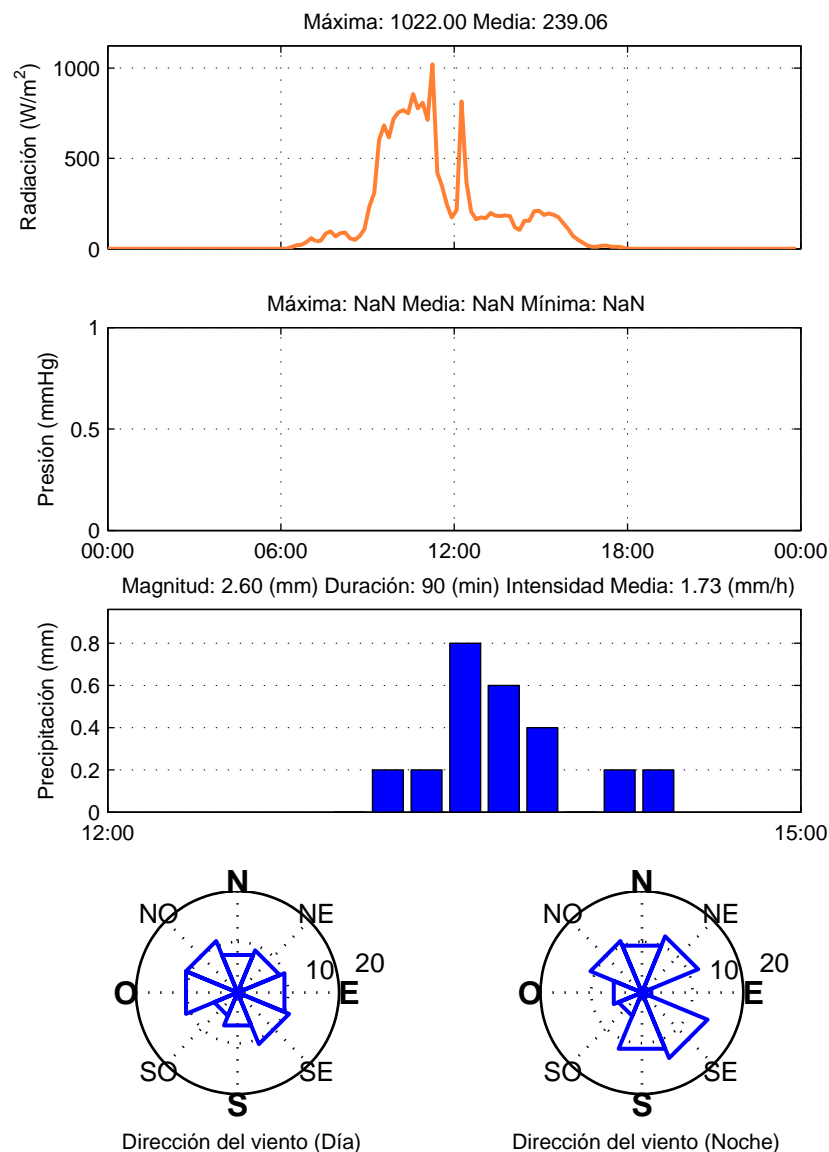 Máxima: 1022.00 Media: 239.06
1000
500
0
Radiación (W/m²)
Máxima: NaN Media: NaN Mínima: NaN
1
0.5
0
Presión (mmHg)
00:00 06:00 12:00 18:00 00:00
Magnitud: 2.60 (mm) Duración: 90 (min) Intensidad Media: 1.73 (mm/h)
0.8
0.6
0.4
0.2
0
Precipitación (mm)
12:00 15:00
N
NO NE
10 20
O E
SO SE
S
Dirección del viento (Día)
N
NO NE
10 20
O E
SO SE
S
Dirección del viento (Noche)